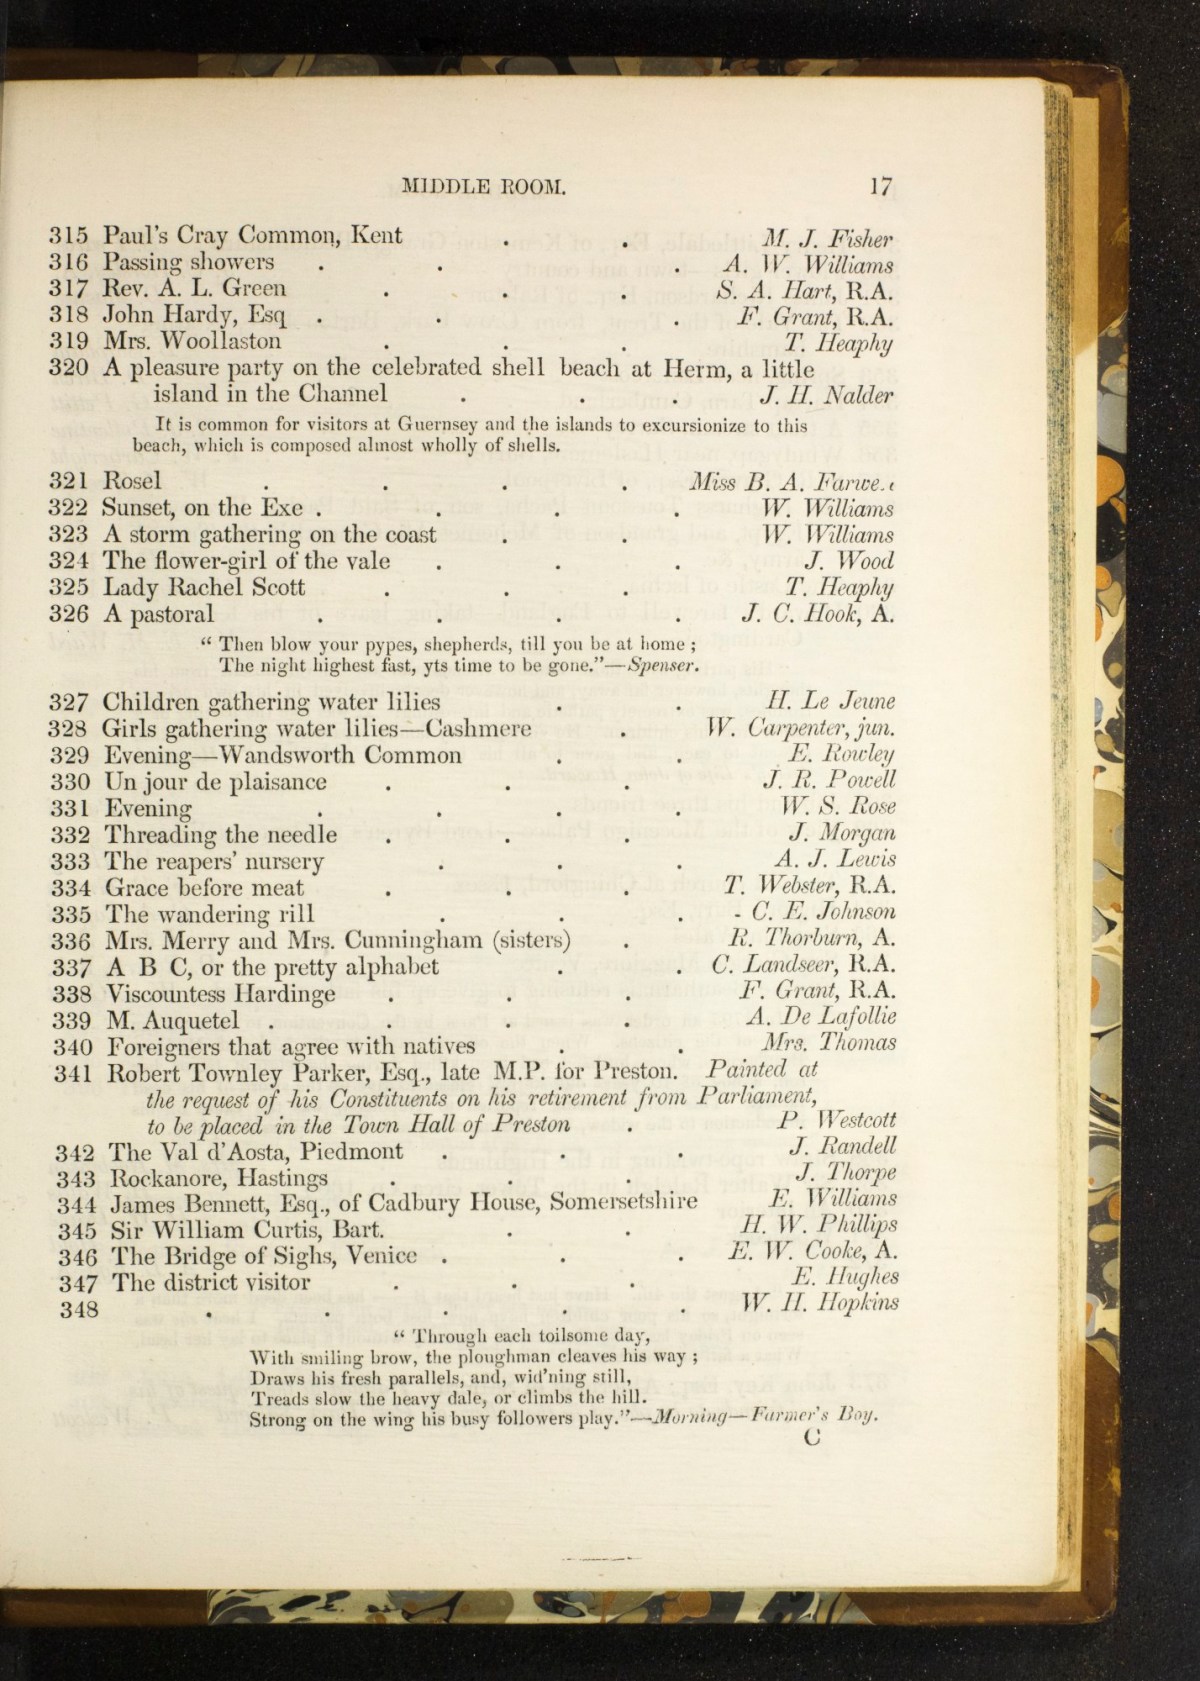 MIDDLE ROOM. 17
315 Paul's Cray Common, Kent . . M. J. Fisher
316 Passing showers . . . A. W. Williams
317 Rev. A. L. Green . . . S. A. Hart, R.A.
318 John Hardy, Esq . . . F. Grant, R.A.
319 Mrs. Woollaston . . . T. Heaphy
320 A pleasure party on the celebrated shell beach at Herm, a little
island in the Channel . . . J. H. Nalder
It is common for visitors at Guernsey and the islands to excursionize to this
beach, which is composed almost wholly of shells.
321 Rosel . . . . Miss B. A. 
322 Sunset, on the Exe . . . . W. Williams
323 A storm gathering on the coast . . W. Williams
324 The flower-girl of the vale . . . J. Wood
325 Lady Rachel Scott . . . T. Heaphy
326 A pastoral . . . . J. C. Hook, A.
“ Then blow your pypes, shepherds, till you be at home ;
The night highest fast, yts time to be gone.”—Spenser.
327 Children gathering water lilies . . H. Le Jeune
328 Girls gathering water lilies—Cashmere . W. Carpenter, jun.
329 Evening—Wandsworth Common . . E. Rowley
330 Un jour de plaisance . . . J. R. Powell
331 Evening . . . . W. S. Rose
332 Threading the needle . . . J. Morgan
333 The reapers' nursery . . . A. J. Lewis
334 Grace before meat . . . T. Webster, R.A.
335 The wandering rill . . . - C. E. Johnson
336 Mrs. Merry and Mrs. Cunningham (sisters) . R. Thorburn, A.
337 A B C, or the pretty alphabet . . C. Landseer, R.A.
338 Viscountess Hardinge . . . F. Grant, R.A.
339 M. Auquetel . . . . A. De Lafollie
340 Foreigners that agree with natives . . Mrs. Thomas
341 Robert Townley Parker, Esq., late M.P. for Preston. Painted at
the request of his Constituents on his retirement from Parliament,
to be placed in the Town Hall of Preston . P. Westcott
342 The Val d'Aosta, Piedmont . . . J. Randell
343 Rockanore, Hastings . . . J. Thorpe
344 James Bennett, Esq., of Cadbury House, Somersetshire E. Williams
345 Sir William Curtis, Bart. . . H. W. Phillips
346 The Bridge of Sighs, Venice . . . E. W. Cooke, A.
347 The district visitor . . . E. Hughes
348 . . . . . W. H. Hopkins
“ Through each toilsome day,
With smiling brow, the ploughman cleaves his way ;
Draws his fresh parallels, and, wid'ning still,
Treads slow the heavy dale, or climbs the hill.
Strong on the wing his busy followers play.”—Morning—Farmer's Boy.
C